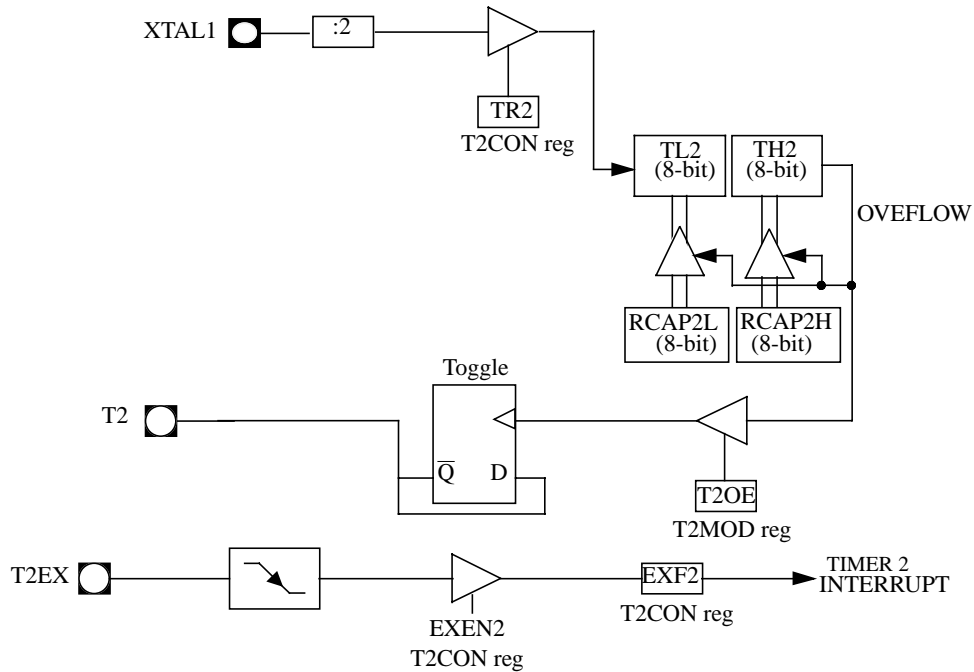 XTAL1
:2
TR2
T2CON reg
TL2
(8-bit)
TH2
(8-bit)
OVEFLOW
RCAP2L
(8-bit)
RCAP2H
(8-bit)
Toggle
T2
Q
D
T2OE
T2MOD reg
T2EX
EXEN2
T2CON reg
EXF2
T2CON reg
TIMER 2
INTERRUPT